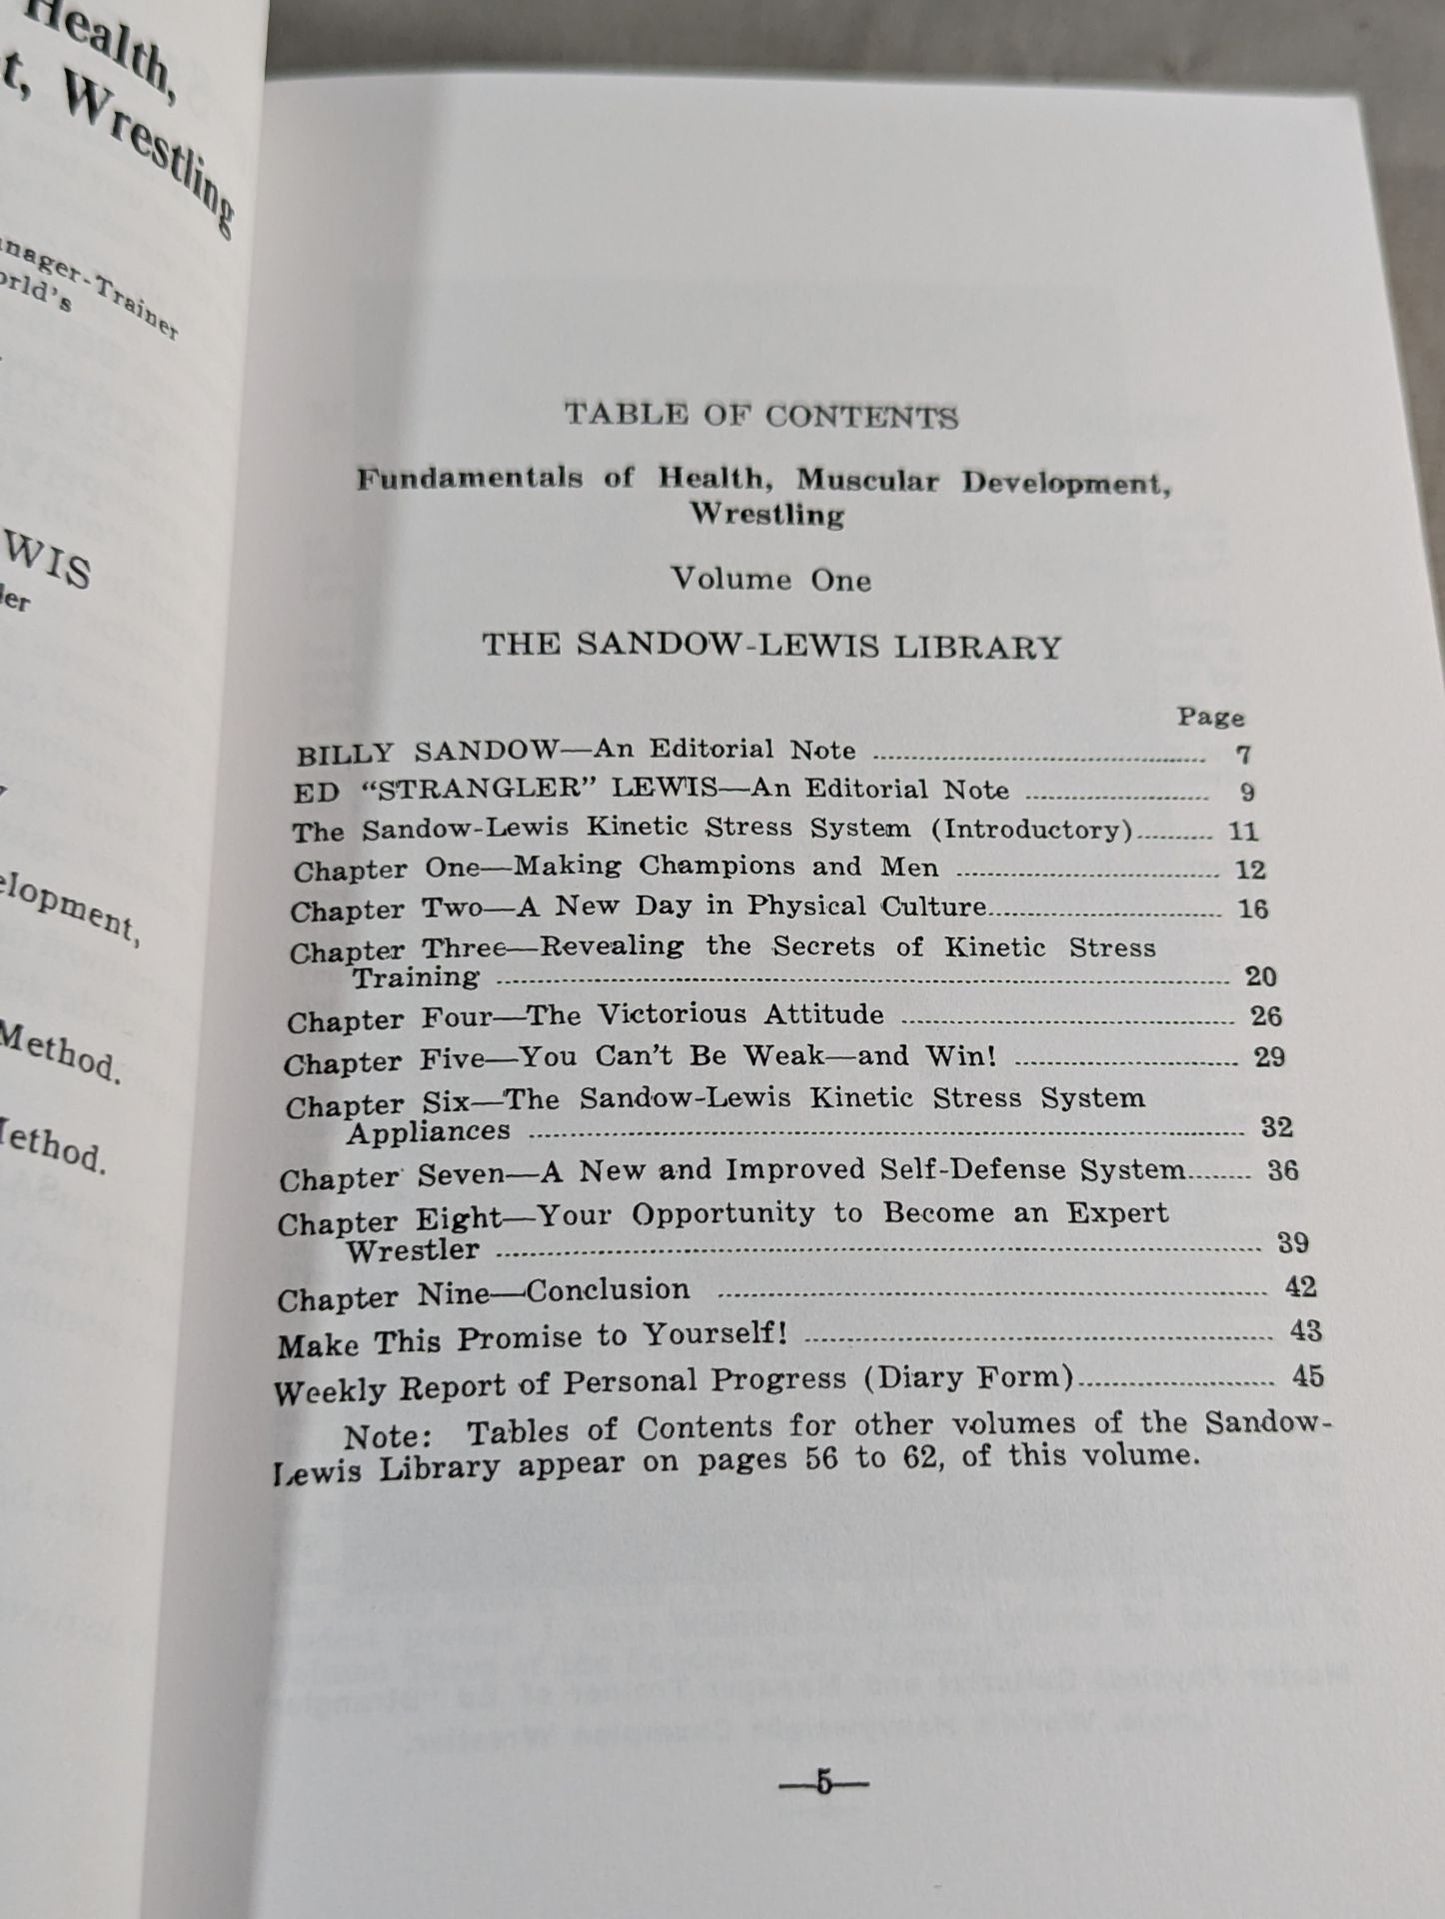 Health,
t, Wrestling
nager-Trainer
orld's
WIS
ler
elopment,
Method.
Method.
TABLE OF CONTENTS
Fundamentals of Health, Muscular Development,
Wrestling
Volume One
THE SANDOW-LEWIS LIBRARY
Page
BILLY SANDOW—An Editorial Note 7
ED “STRANGLER” LEWIS—An Editorial Note 9
The Sandow-Lewis Kinetic Stress System (Introductory) 11
Chapter One—Making Champions and Men 12
Chapter Two—A New Day in Physical Culture 16
Chapter Three—Revealing the Secrets of Kinetic Stress
Training 20
Chapter Four—The Victorious Attitude 26
Chapter Five—You Can't Be Weak—and Win! 29
Chapter Six—The Sandow-Lewis Kinetic Stress System
Appliances 32
Chapter Seven—A New and Improved Self-Defense System 36
Chapter Eight—Your Opportunity to Become an Expert
Wrestler 39
Chapter Nine—Conclusion 42
Make This Promise to Yourself! 43
Weekly Report of Personal Progress (Diary Form) 45
Note: Tables of Contents for other volumes of the Sandow-
Lewis Library appear on pages 56 to 62, of this volume.
—5—